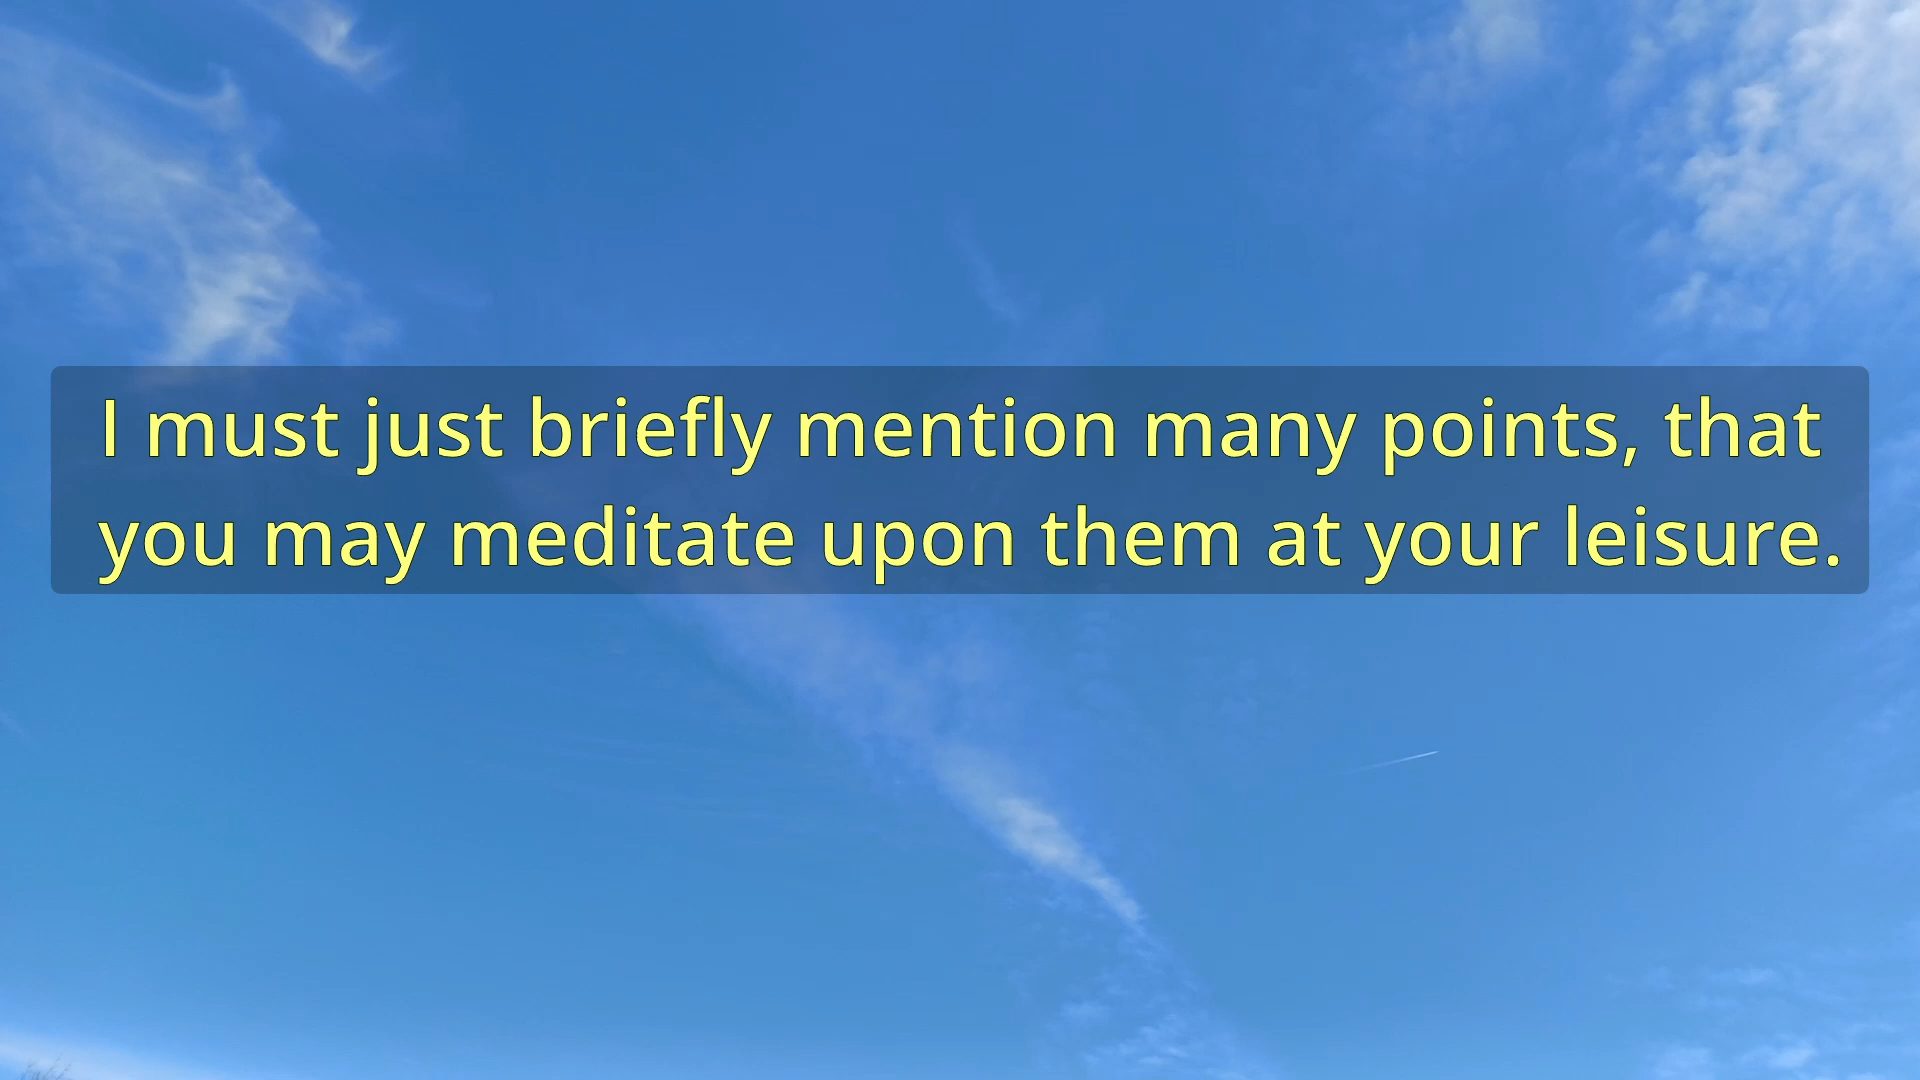 I must just briefly mention many points, that
you may meditate upon them at your leisure.